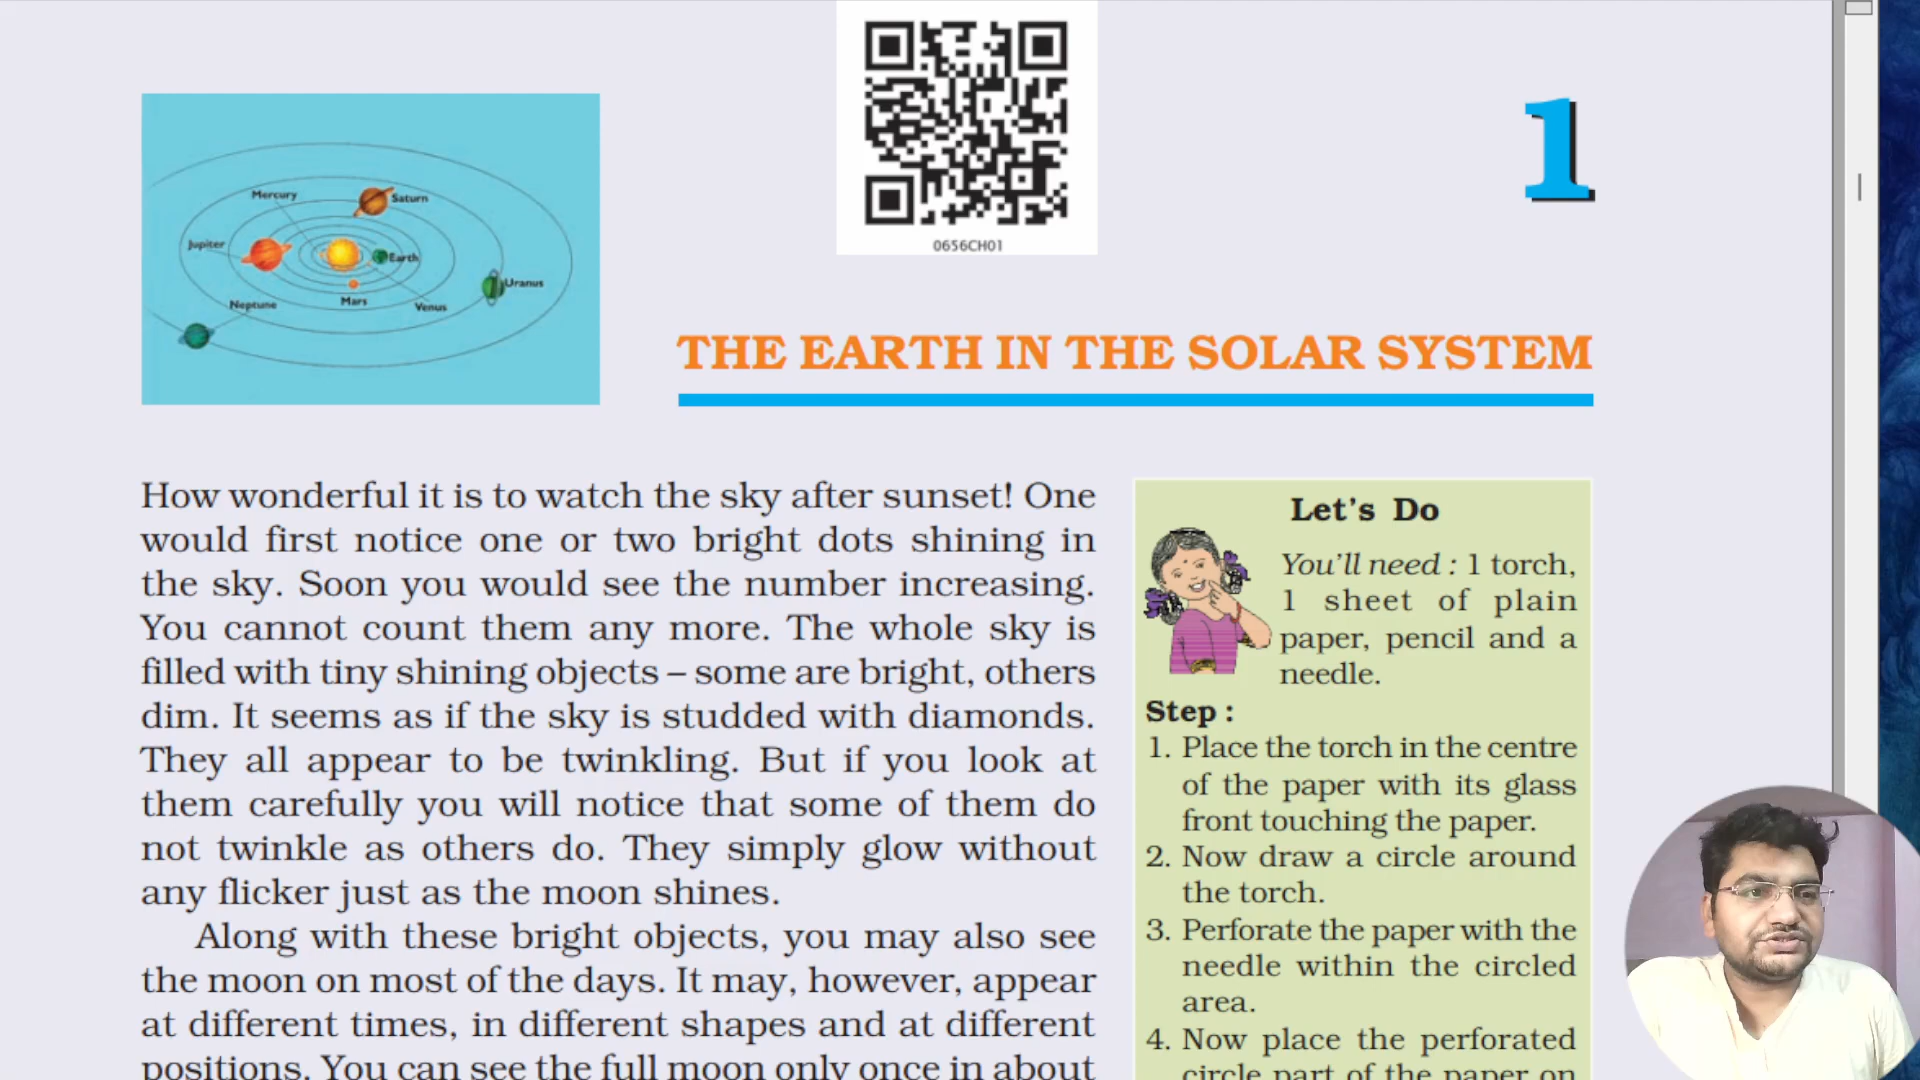 0656CH01
1
Mercury
Saturn
Jupiter
Earth
Uranus
Neptune
Mars
Venus
THE EARTH IN THE SOLAR SYSTEM
How wonderful it is to watch the sky after sunset! One
would first notice one or two bright dots shining in
the sky. Soon you would see the number increasing.
You cannot count them any more. The whole sky is
filled with tiny shining objects – some are bright, others
dim. It seems as if the sky is studded with diamonds.
They all appear to be twinkling. But if you look at
them carefully you will notice that some of them do
not twinkle as others do. They simply glow without
any flicker just as the moon shines.
Along with these bright objects, you may also see
the moon on most of the days. It may, however, appear
at different times, in different shapes and at different
positions. You can see the full moon only once in about
Let’s Do
You’ll need : 1 torch,
1 sheet of plain
paper, pencil and a
needle.
Step :
1. Place the torch in the centre
of the paper with its glass
front touching the paper.
2. Now draw a circle around
the torch.
3. Perforate the paper with the
needle within the circled
area.
4. Now place the perforated
circle part of the paper on